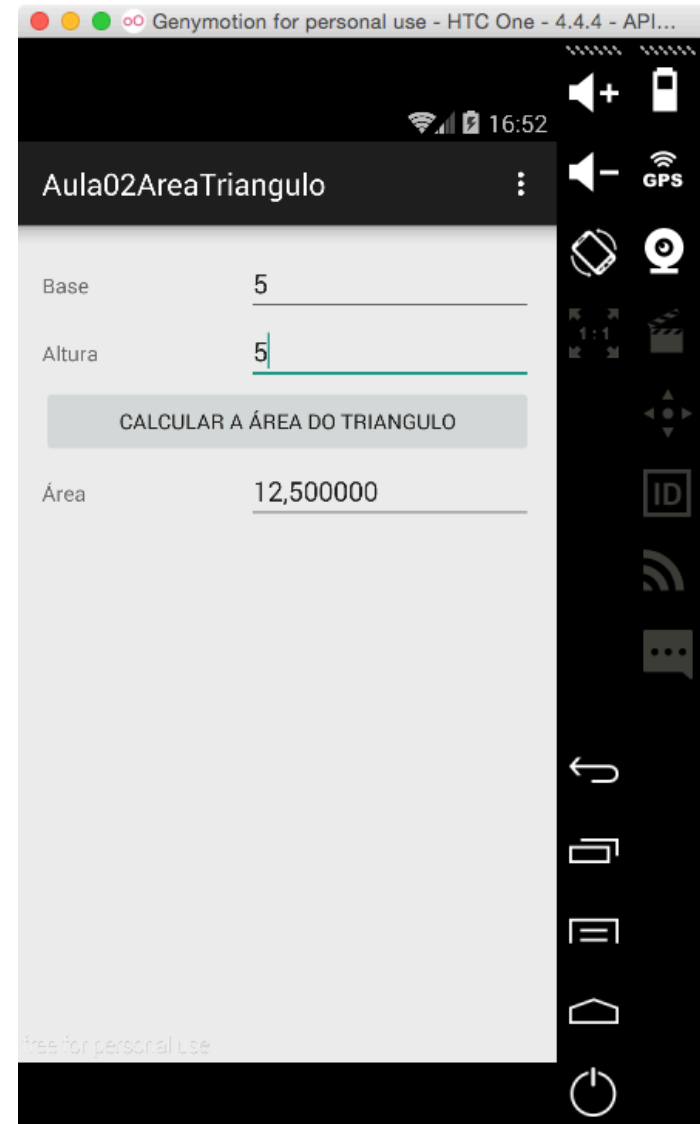 Genymotion for personal use - HTC One - 4.4.4 - API...
16:52
Aula02AreaTriangulo
GPS
Base 5
1:1
Altura 5
CALCULAR A ÁREA DO TRIANGULO
Área 12,500000
ID
free for personal use